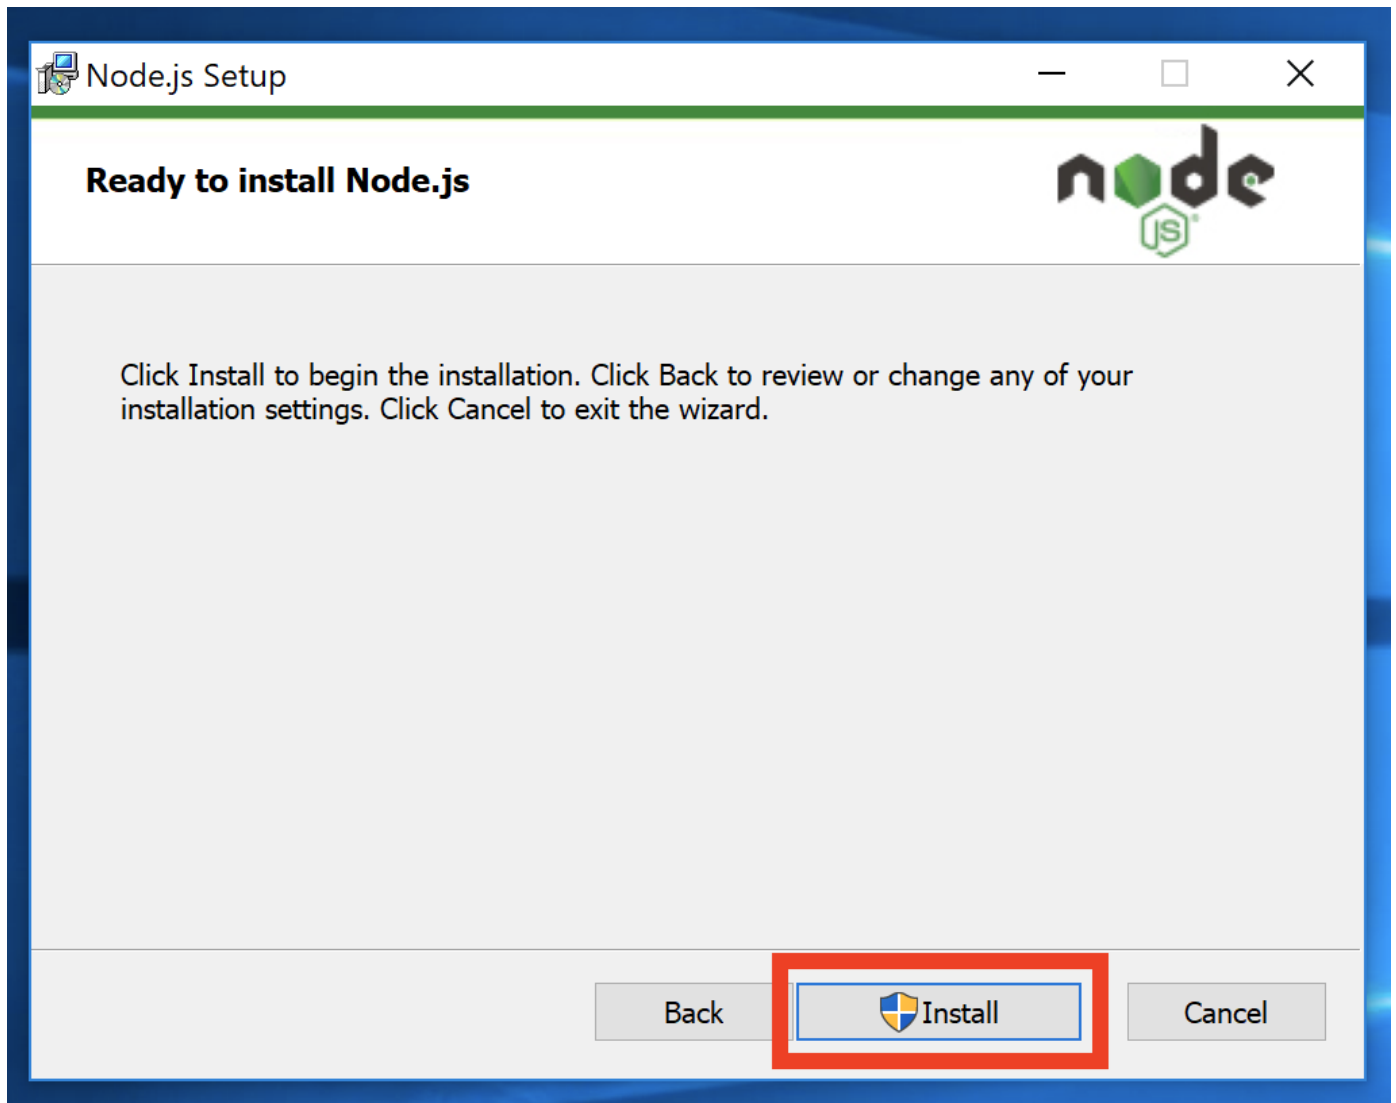 Node.js Setup
Ready to install Node.js
node
JS
Click Install to begin the installation. Click Back to review or change any of your
installation settings. Click Cancel to exit the wizard.
Back
Install
Cancel